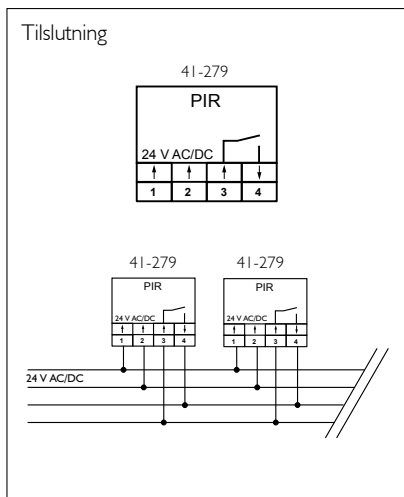 Tilslutning
41-279
PIR
24 V AC/DC
1 2 3 4
41-279 41-279
PIR PIR
24 V AC/DC 24 V AC/DC
1 2 3 4 1 2 3 4
24 V AC/DC